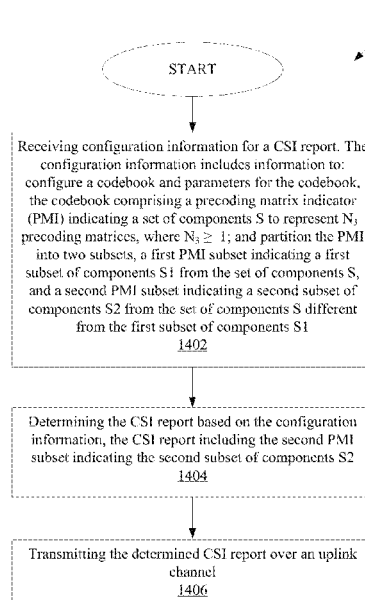 START
Receiving configuration information for a CSI report. The
configuration information includes information to:
configure a codebook and parameters for the codebook,
the codebook comprising a precoding matrix indicator
(PMI) indicating a set of components S to represent N₃
precoding matrices, where N₃ ≥ 1; and partition the PMI
into two subsets, a first PMI subset indicating a first
subset of components S1 from the set of components S,
and a second PMI subset indicating a second subset of
components S2 from the set of components S different
from the first subset of components S1
1402
Determining the CSI report based on the configuration
information, the CSI report including the second PMI
subset indicating the second subset of components S2
1404
Transmitting the determined CSI report over an uplink
channel
1406